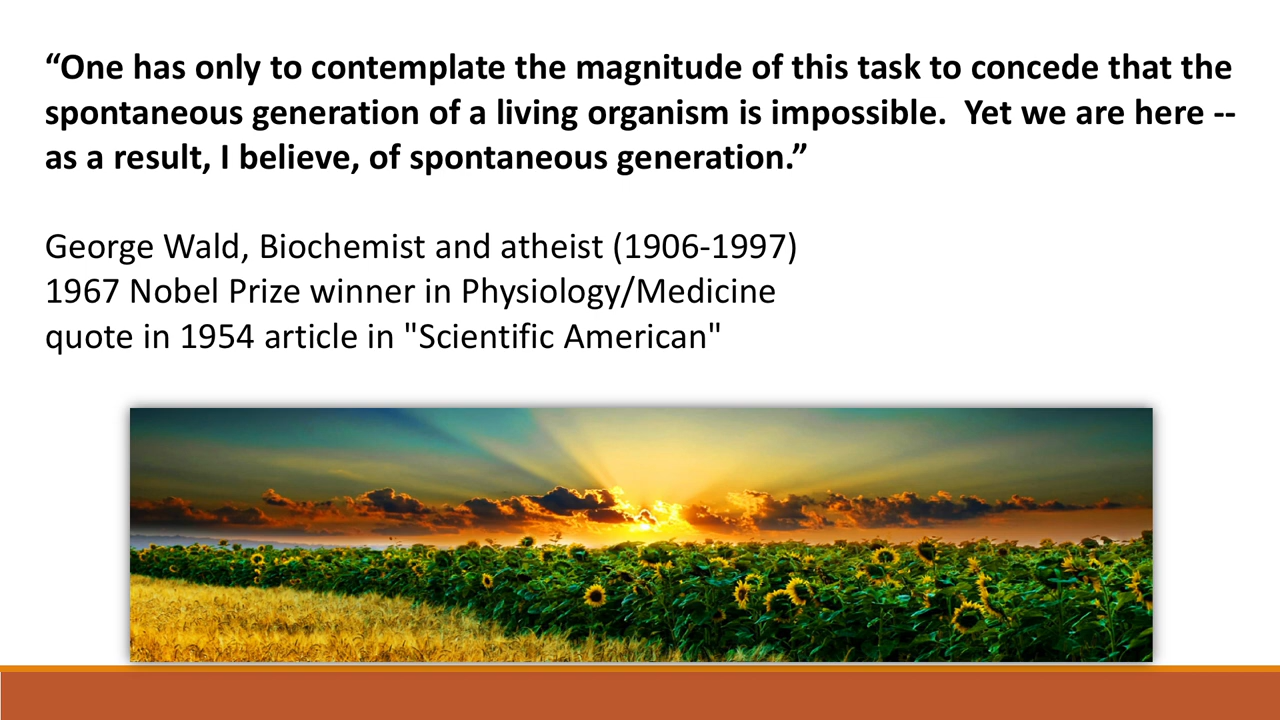 “One has only to contemplate the magnitude of this task to concede that the
spontaneous generation of a living organism is impossible.  Yet we are here --
as a result, I believe, of spontaneous generation.”
George Wald, Biochemist and atheist (1906-1997)
1967 Nobel Prize winner in Physiology/Medicine
quote in 1954 article in "Scientific American"